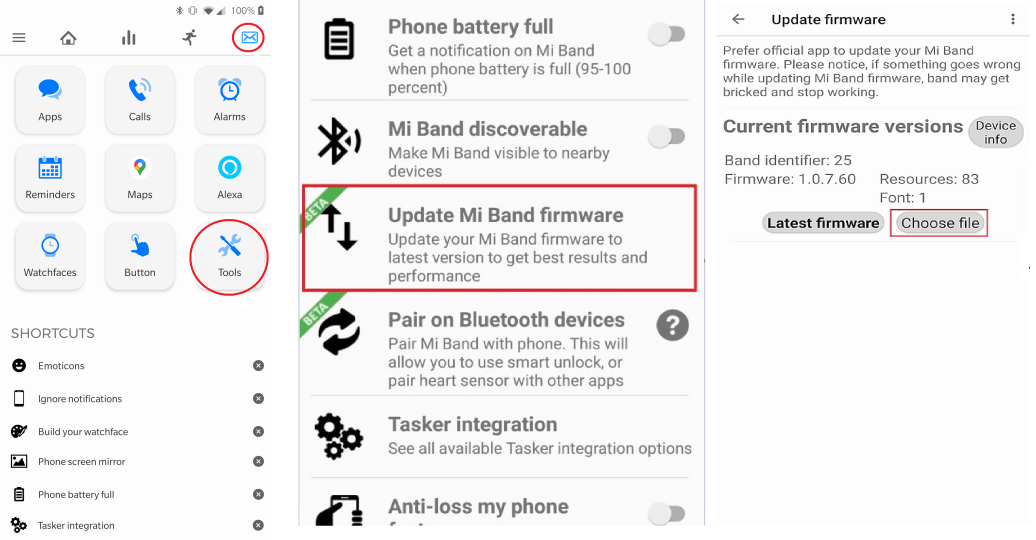 100%
Apps
Calls
Alarms
Reminders
Maps
Alexa
Watchfaces
Button
Tools
SHORTCUTS
Emoticons
Ignore notifications
Build your watchface
Phone screen mirror
Phone battery full
Tasker integration
Phone battery full
Get a notification on Mi Band
when phone battery is full (95-100
percent)
Mi Band discoverable
Make Mi Band visible to nearby
devices
BETA
Update Mi Band firmware
Update your Mi Band firmware to
latest version to get best results and
performance
BETA
Pair on Bluetooth devices
?
Pair Mi Band with phone. This will
allow you to use smart unlock, or
pair heart sensor with other apps
Tasker integration
See all available Tasker integration options
Anti-loss my phone
Update firmware
Prefer official app to update your Mi Band
firmware. Please notice, if something goes wrong
while updating Mi Band firmware, band may get
bricked and stop working.
Current firmware versions
Device
info
Band identifier: 25
Firmware: 1.0.7.60
Resources: 83
Font: 1
Latest firmware
Choose file